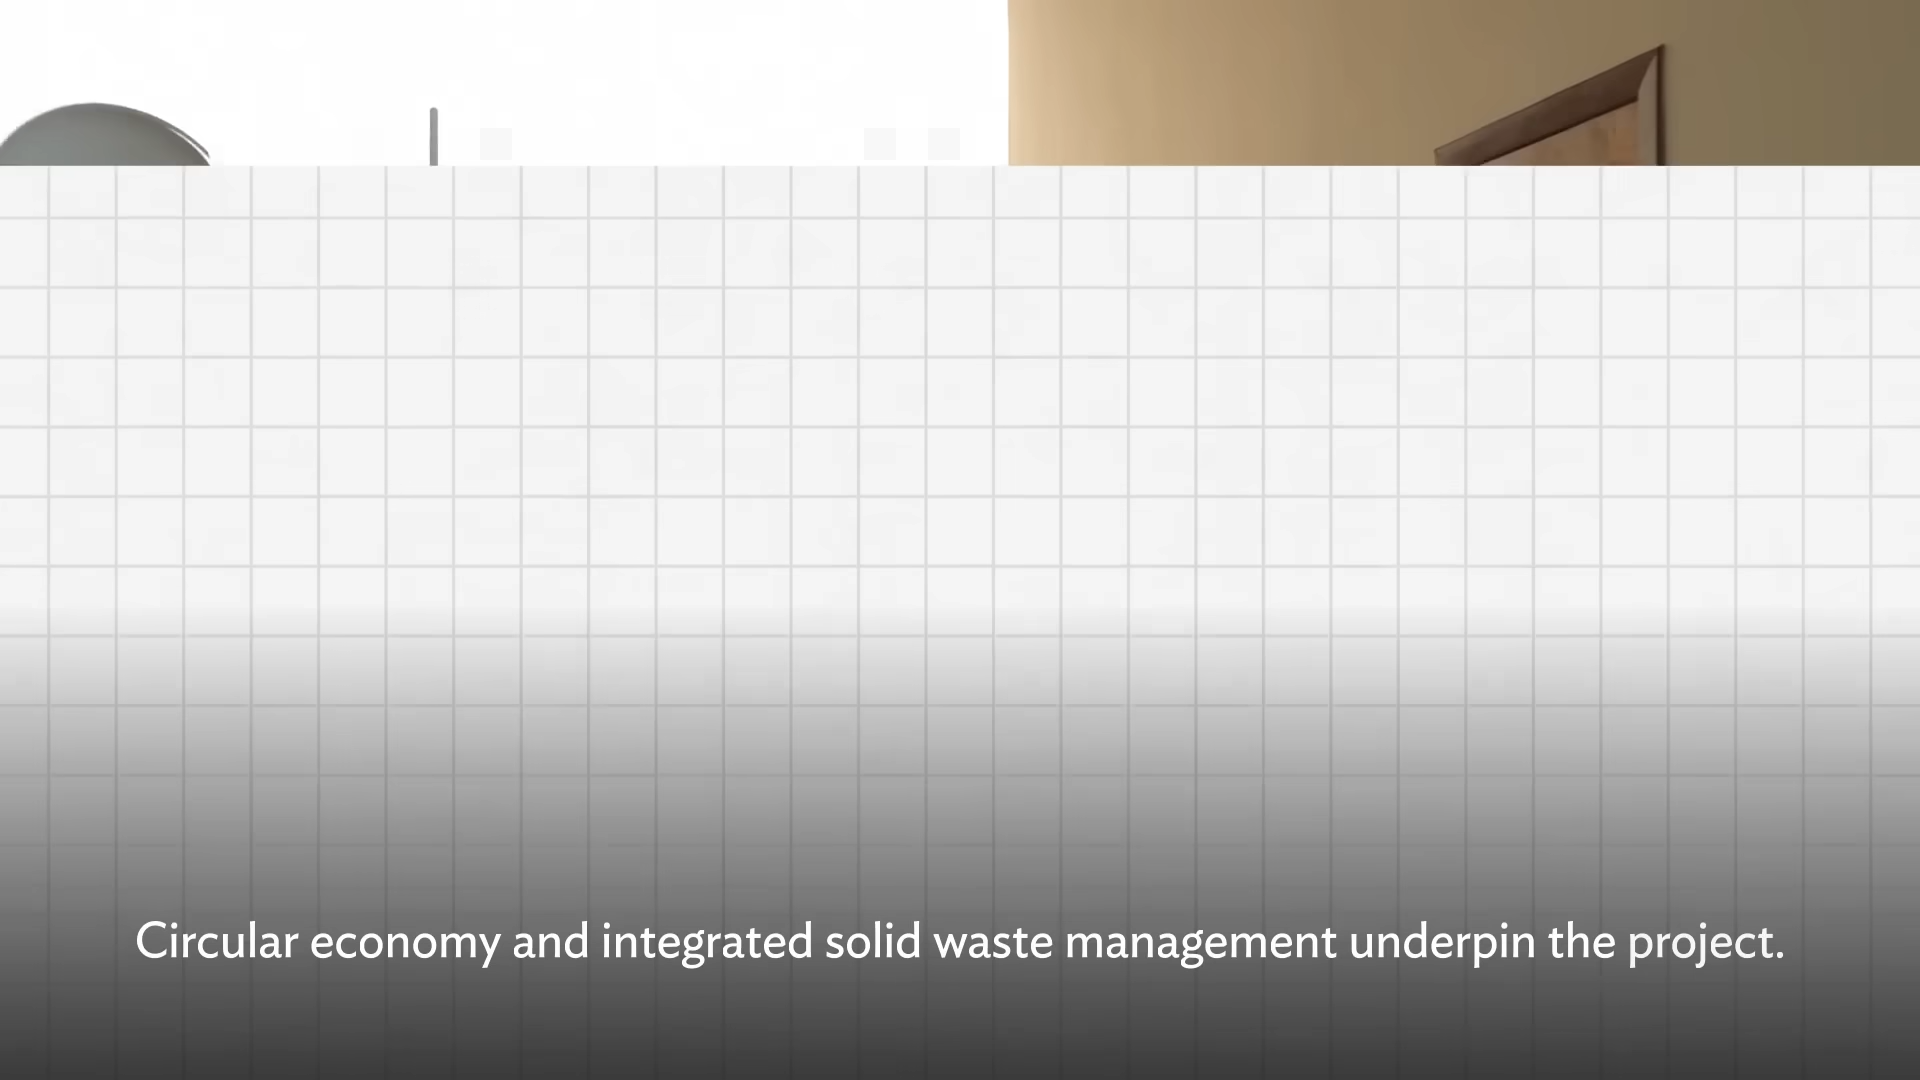 Circular economy and integrated solid waste management underpin the project.